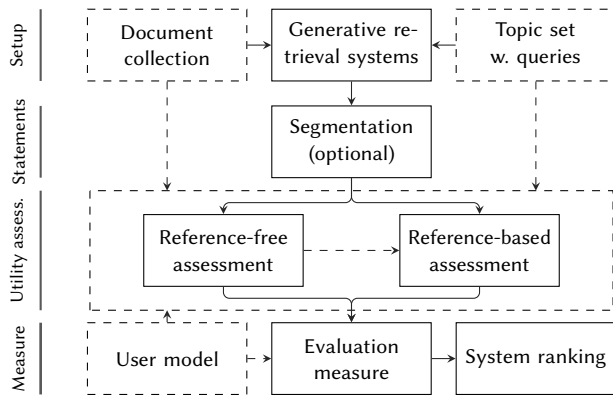 Setup
Document
collection
Generative re-
trieval systems
Topic set
w. queries
Statements
Segmentation
(optional)
Utility assess.
Reference-free
assessment
Reference-based
assessment
Measure
User model
Evaluation
measure
System ranking